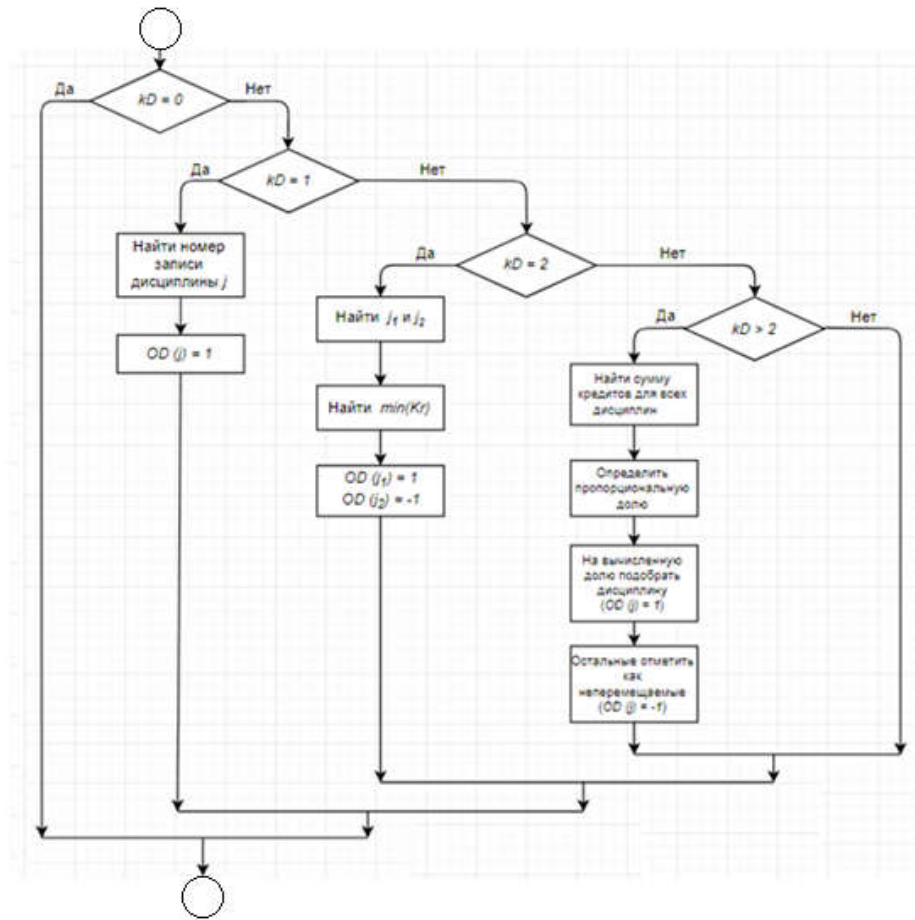 Да
kD = 0
Нет
Да
kD = 1
Нет
Найти номер
записи
дисциплины j
OD (j) = 1
Да
kD = 2
Нет
Найти j1 и j2
Найти min(Kr)
OD (j1) = 1
OD (j2) = -1
Да
kD > 2
Нет
Найти сумму
кредитов для всех
дисциплин
Определить
пропорциональную
долю
На вычисленную
долю подобрать
дисциплину
(OD (j) = 1)
Остальные отметить
как
неперемещаемые
(OD (j) = -1)